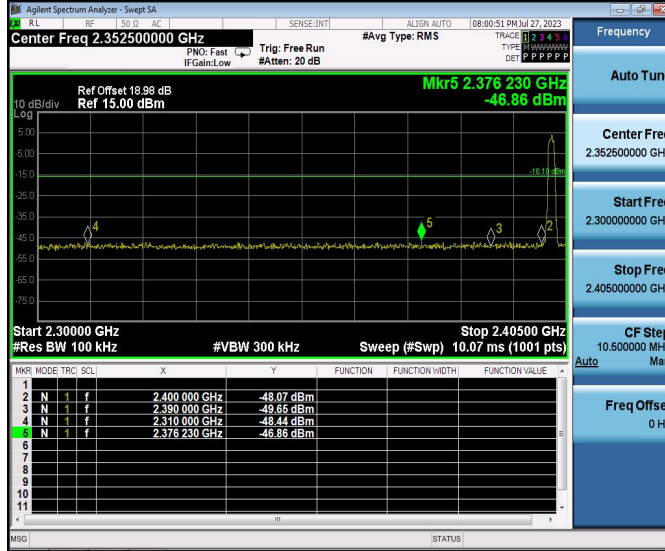 Agilent Spectrum Analyzer - Swept SA
LXI RL RF 50 Ω AC SENSE:INT ALIGN AUTO 08:00:51 PM Jul 27, 2023
Center Freq 2.352500000 GHz #Avg Type: RMS TRACE 1 2 3 4 5 6
PNO: Fast Trig: Free Run TYPE M W W W W W
IFGain:Low #Atten: 20 dB DET P P P P P P
Mkr5 2.376 230 GHz
-46.86 dBm
Ref Offset 18.98 dB
10 dB/div Ref 15.00 dBm
Log
5.00
-5.00
-15.0
-16.10 dBm
-25.0
-35.0
-45.0
-55.0
-65.0
-75.0
4 5 3 2
Start 2.30000 GHz Stop 2.40500 GHz
#Res BW 100 kHz #VBW 300 kHz Sweep (#Swp) 10.07 ms (1001 pts)
MKR MODE TRC SCL X Y FUNCTION FUNCTION WIDTH FUNCTION VALUE
1
2 N 1 f 2.400 000 GHz -48.07 dBm
3 N 1 f 2.390 000 GHz -49.65 dBm
4 N 1 f 2.310 000 GHz -48.44 dBm
5 N 1 f 2.376 230 GHz -46.86 dBm
6
7
8
9
10
11
MSG STATUS
Frequency
Auto Tun
Center Fre
2.352500000 GH
Start Fre
2.300000000 GH
Stop Fre
2.405000000 GH
CF Ste
10.500000 MH
Auto Ma
Freq Offse
0 H